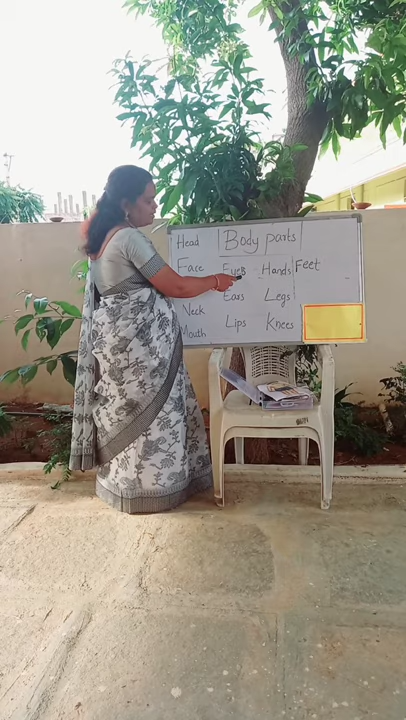 Head Body parts
Face Eyes Hands Feet
Ears Legs
Neck
Lips Knees
Mouth